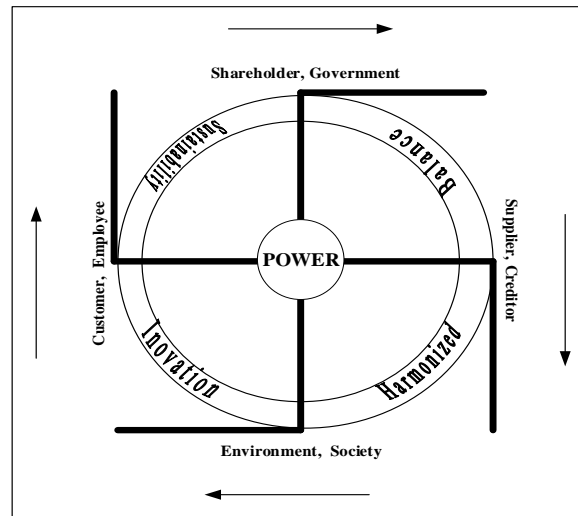 Shareholder, Government
Sustainability
Balance
Customer, Employee
POWER
Supplier, Creditor
Inovation
Harmonized
Environment, Society